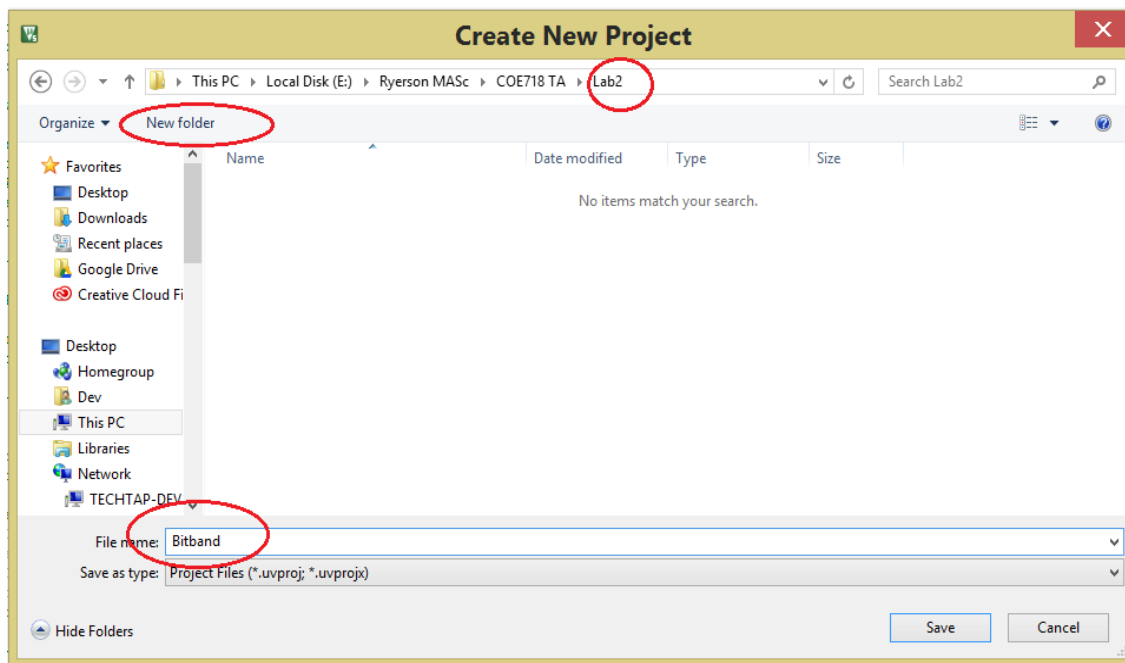 Create New Project
This PC Local Disk (E:) Ryerson MASc COE718 TA Lab2 Search Lab2
Organize New folder
Name Date modified Type Size
No items match your search.
Favorites
Desktop
Downloads
Recent places
Google Drive
Creative Cloud Fi
Desktop
Homegroup
Dev
This PC
Libraries
Network
TECHTAP-DEV
File name: Bitband
Save as type: Project Files (*.uvproj; *.uvprojx)
Hide Folders Save Cancel